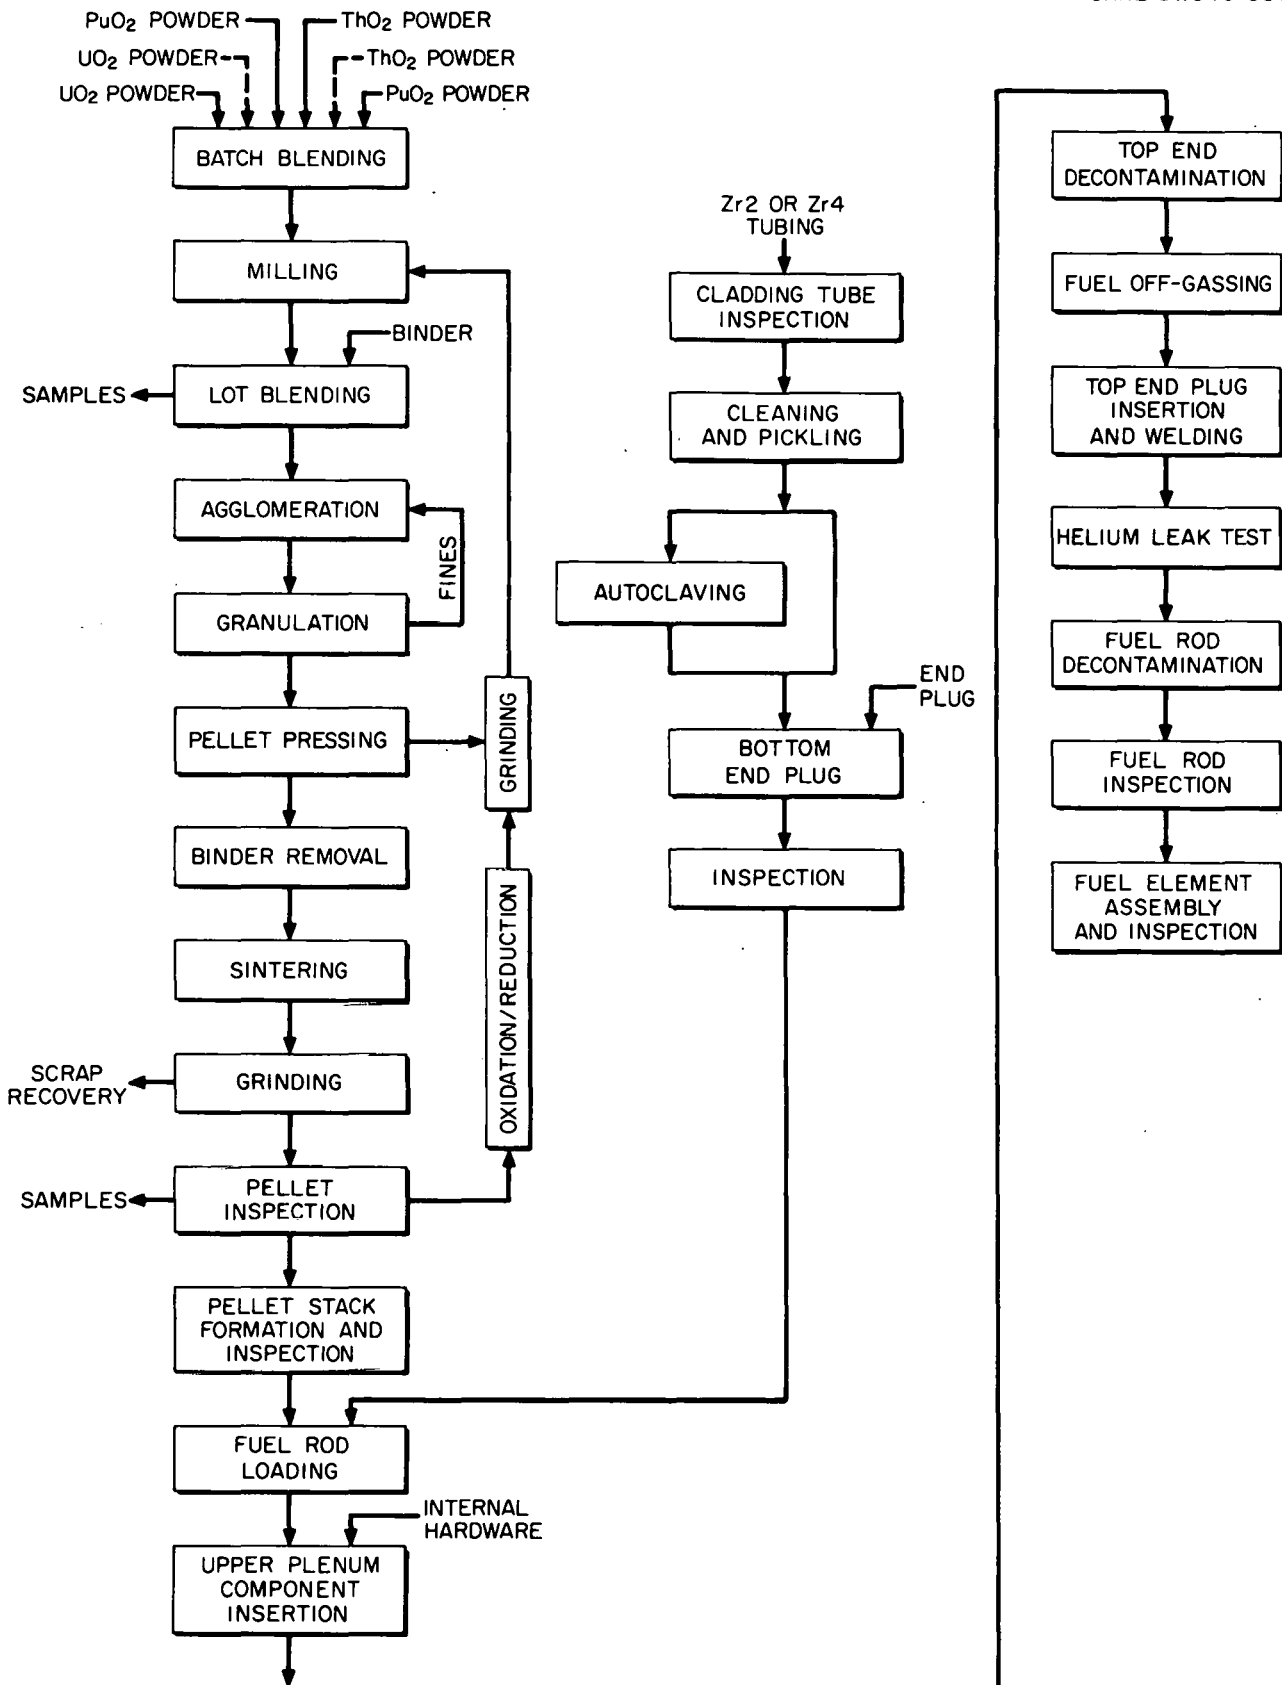 PuO2 POWDER
ThO2 POWDER
UO2 POWDER
ThO2 POWDER
UO2 POWDER
PuO2 POWDER
BATCH BLENDING
MILLING
BINDER
SAMPLES
LOT BLENDING
AGGLOMERATION
FINES
GRANULATION
PELLET PRESSING
GRINDING
BINDER REMOVAL
SINTERING
OXIDATION/REDUCTION
SCRAP
RECOVERY
GRINDING
SAMPLES
PELLET
INSPECTION
PELLET STACK
FORMATION AND
INSPECTION
FUEL ROD
LOADING
INTERNAL
HARDWARE
UPPER PLENUM
COMPONENT
INSERTION
Zr2 OR Zr4
TUBING
CLADDING TUBE
INSPECTION
CLEANING
AND PICKLING
AUTOCLAVING
END
PLUG
BOTTOM
END PLUG
INSPECTION
TOP END
DECONTAMINATION
FUEL OFF-GASSING
TOP END PLUG
INSERTION
AND WELDING
HELIUM LEAK TEST
FUEL ROD
DECONTAMINATION
FUEL ROD
INSPECTION
FUEL ELEMENT
ASSEMBLY
AND INSPECTION